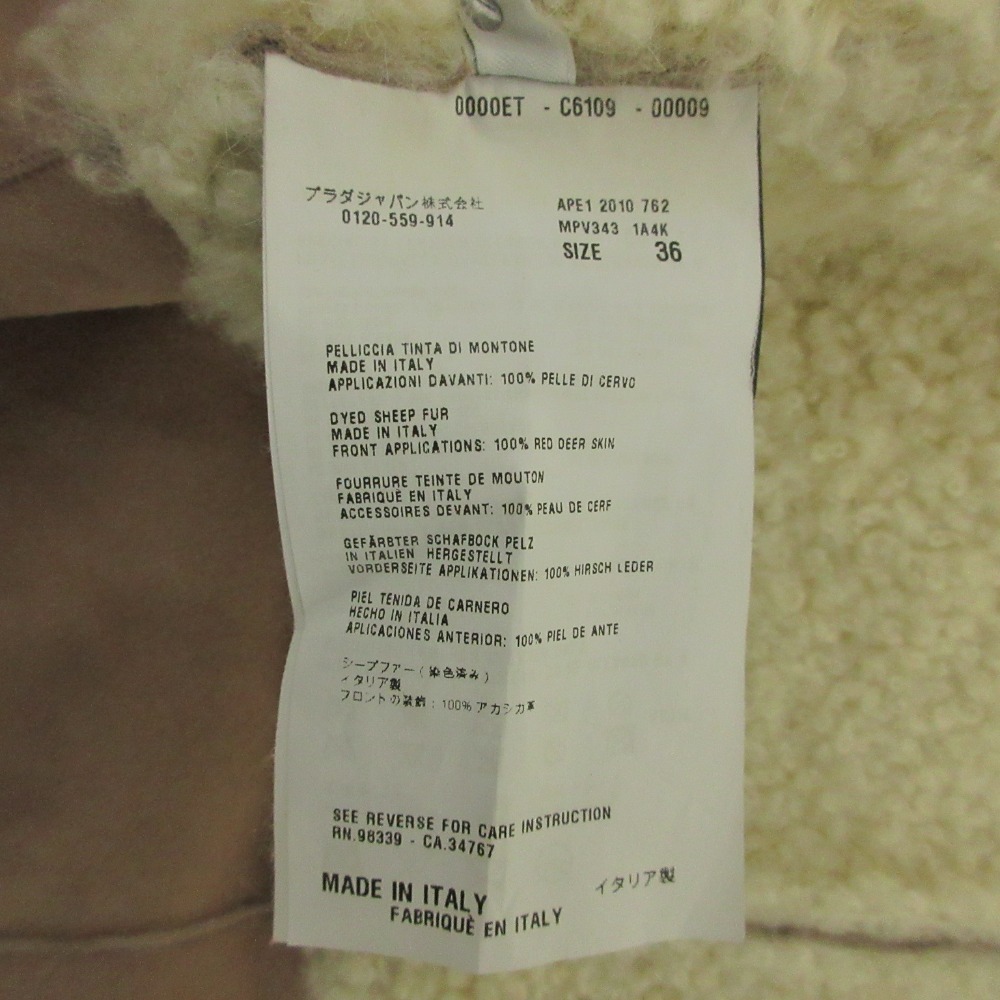 0000ET - C6109 - 00009
プラダジャパン株式会社
0120-559-914
APE1 2010 762
MPV343 1A4K
SIZE 36
PELLICCIA TINTA DI MONTONE
MADE IN ITALY
APPLICAZIONI DAVANTI: 100% PELLE DI CERVO
DYED SHEEP FUR
MADE IN ITALY
FRONT APPLICATIONS: 100% RED DEER SKIN
FOURRURE TEINTE DE MOUTON
FABRIQUÈ EN ITALY
ACCESSOIRES DEVANT: 100% PEAU DE CERF
GEFÄRBTER SCHAFBOCK PELZ
IN ITALIEN HERGESTELLT
VORDERSEITE APPLIKATIONEN: 100% HIRSCH LEDER
PIEL TENIDA DE CARNERO
HECHO IN ITALIA
APLICACIONES ANTERIOR: 100% PIEL DE ANTE
シープファー(染色済み)
イタリア製
フロントの装飾:100% アカシカ革
SEE REVERSE FOR CARE INSTRUCTION
RN.98339 - CA.34767
MADE IN ITALY
イタリア製
FABRIQUÈ EN ITALY